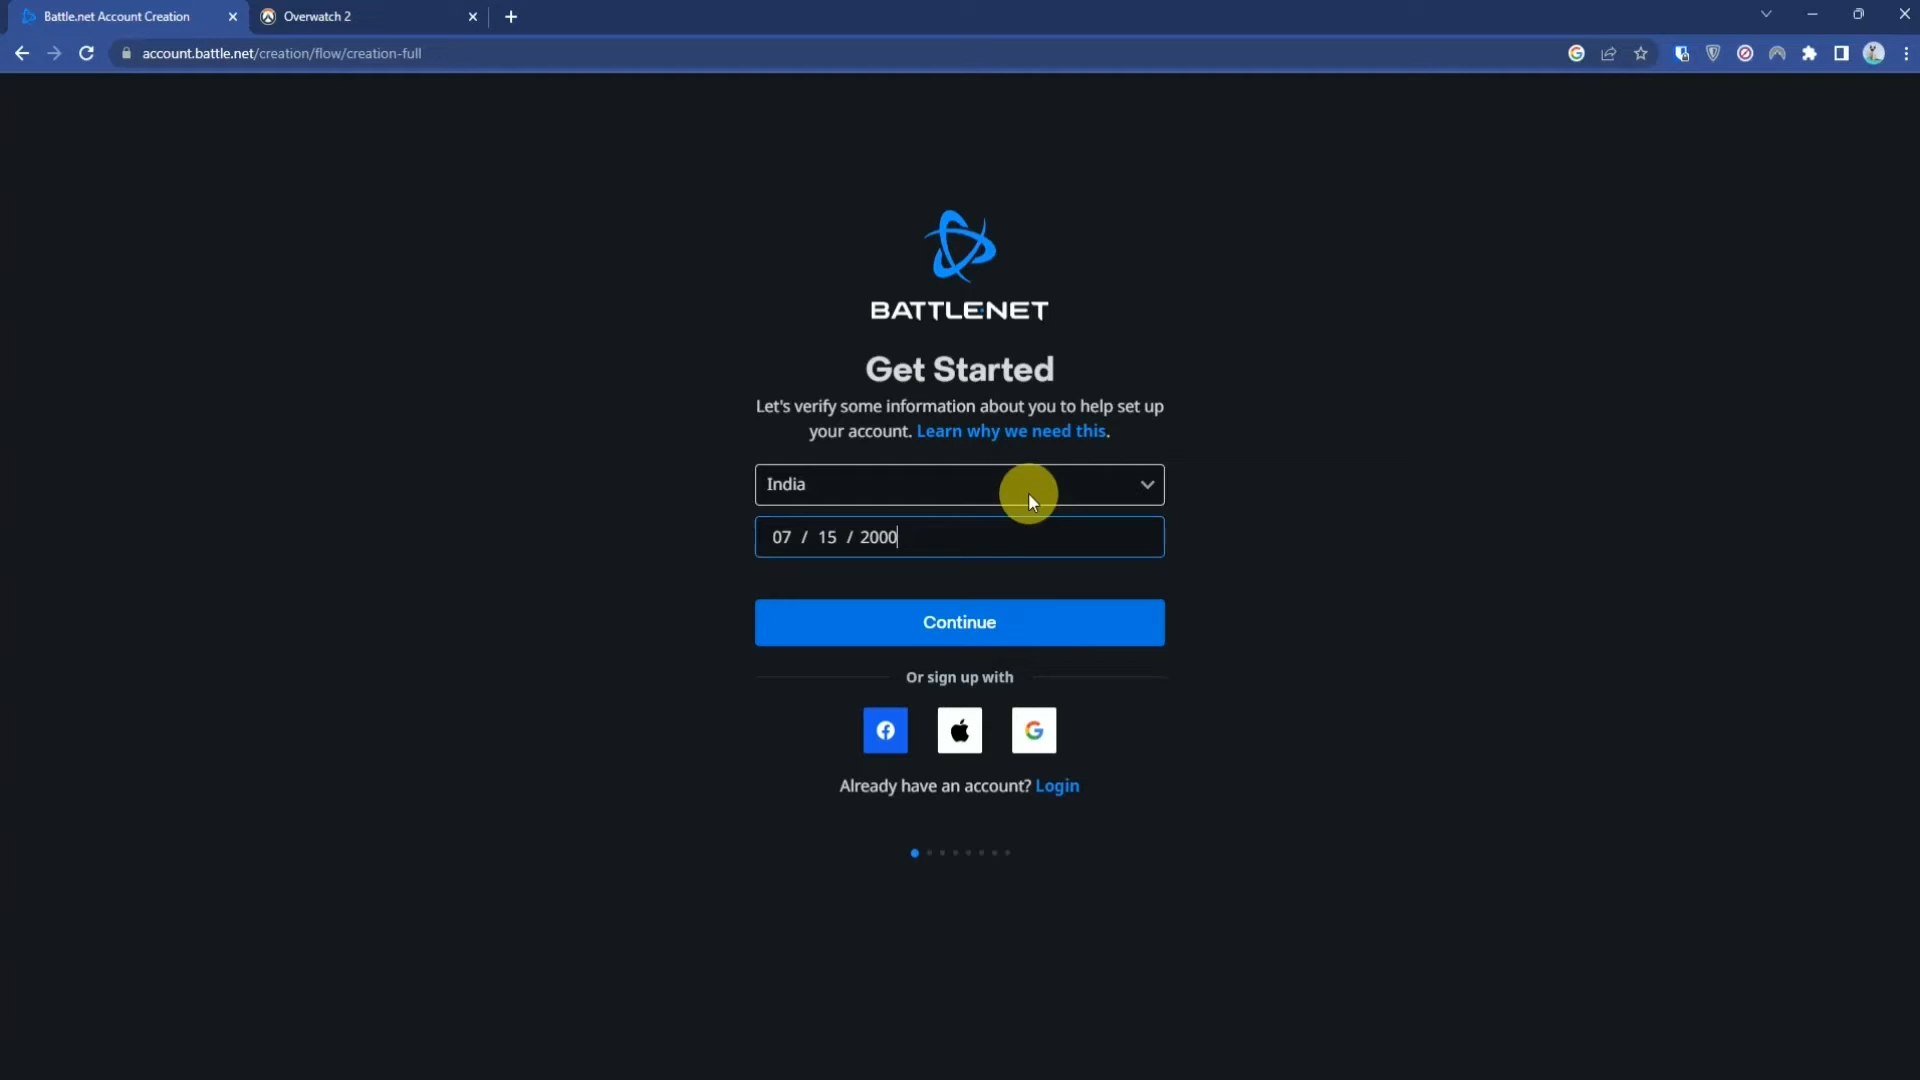 Battle.net Account Creation
Overwatch 2
account.battle.net/creation/flow/creation-full
BATTLE.NET
Get Started
Let's verify some information about you to help set up
your account. Learn why we need this.
India
07 / 15 / 2000
Continue
Or sign up with
Already have an account? Login